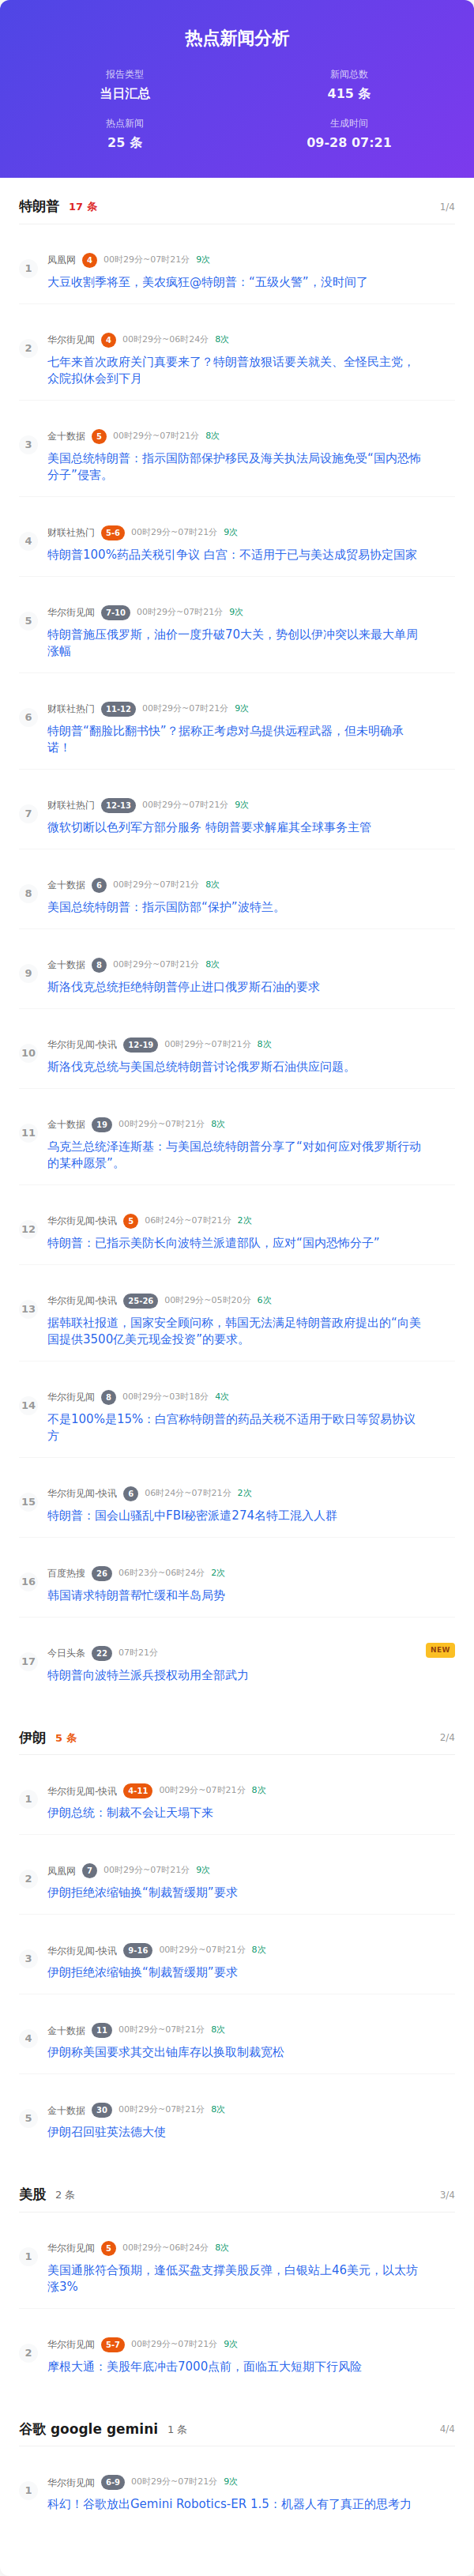 热点新闻分析
报告类型
新闻总数
当日汇总
415 条
热点新闻
生成时间
25 条
09-28 07:21
特朗普 17 条 1/4
1
凤凰网 4 00时29分~07时21分 9次
大豆收割季将至，美农疯狂@特朗普：“五级火警”，没时间了
2
华尔街见闻 4 00时29分~06时24分 8次
七年来首次政府关门真要来了？特朗普放狠话要关就关、全怪民主党，
众院拟休会到下月
3
金十数据 5 00时29分~07时21分 8次
美国总统特朗普：指示国防部保护移民及海关执法局设施免受“国内恐怖
分子”侵害。
4
财联社热门 5-6 00时29分~07时21分 9次
特朗普100%药品关税引争议 白宫：不适用于已与美达成贸易协定国家
5
华尔街见闻 7-10 00时29分~07时21分 9次
特朗普施压俄罗斯，油价一度升破70大关，势创以伊冲突以来最大单周
涨幅
6
财联社热门 11-12 00时29分~07时21分 9次
特朗普“翻脸比翻书快”？据称正考虑对乌提供远程武器，但未明确承
诺！
7
财联社热门 12-13 00时29分~07时21分 9次
微软切断以色列军方部分服务 特朗普要求解雇其全球事务主管
8
金十数据 6 00时29分~07时21分 8次
美国总统特朗普：指示国防部“保护”波特兰。
9
金十数据 8 00时29分~07时21分 8次
斯洛伐克总统拒绝特朗普停止进口俄罗斯石油的要求
10
华尔街见闻-快讯 12-19 00时29分~07时21分 8次
斯洛伐克总统与美国总统特朗普讨论俄罗斯石油供应问题。
11
金十数据 19 00时29分~07时21分 8次
乌克兰总统泽连斯基：与美国总统特朗普分享了“对如何应对俄罗斯行动
的某种愿景”。
12
华尔街见闻-快讯 5 06时24分~07时21分 2次
特朗普：已指示美防长向波特兰派遣部队，应对“国内恐怖分子”
13
华尔街见闻-快讯 25-26 00时29分~05时20分 6次
据韩联社报道，国家安全顾问称，韩国无法满足特朗普政府提出的“向美
国提供3500亿美元现金投资”的要求。
14
华尔街见闻 8 00时29分~03时18分 4次
不是100%是15%：白宫称特朗普的药品关税不适用于欧日等贸易协议
方
15
华尔街见闻-快讯 6 06时24分~07时21分 2次
特朗普：国会山骚乱中FBI秘密派遣274名特工混入人群
16
百度热搜 26 06时23分~06时24分 2次
韩国请求特朗普帮忙缓和半岛局势
17
今日头条 22 07时21分 NEW
特朗普向波特兰派兵授权动用全部武力
伊朗 5 条 2/4
1
华尔街见闻-快讯 4-11 00时29分~07时21分 8次
伊朗总统：制裁不会让天塌下来
2
凤凰网 7 00时29分~07时21分 9次
伊朗拒绝浓缩铀换“制裁暂缓期”要求
3
华尔街见闻-快讯 9-16 00时29分~07时21分 8次
伊朗拒绝浓缩铀换“制裁暂缓期”要求
4
金十数据 11 00时29分~07时21分 8次
伊朗称美国要求其交出铀库存以换取制裁宽松
5
金十数据 30 00时29分~07时21分 8次
伊朗召回驻英法德大使
美股 2 条 3/4
1
华尔街见闻 5 00时29分~06时24分 8次
美国通胀符合预期，逢低买盘支撑美股反弹，白银站上46美元，以太坊
涨3%
2
华尔街见闻 5-7 00时29分~07时21分 9次
摩根大通：美股年底冲击7000点前，面临五大短期下行风险
谷歌 google gemini 1 条 4/4
1
华尔街见闻 6-9 00时29分~07时21分 9次
科幻！谷歌放出Gemini Robotics-ER 1.5：机器人有了真正的思考力